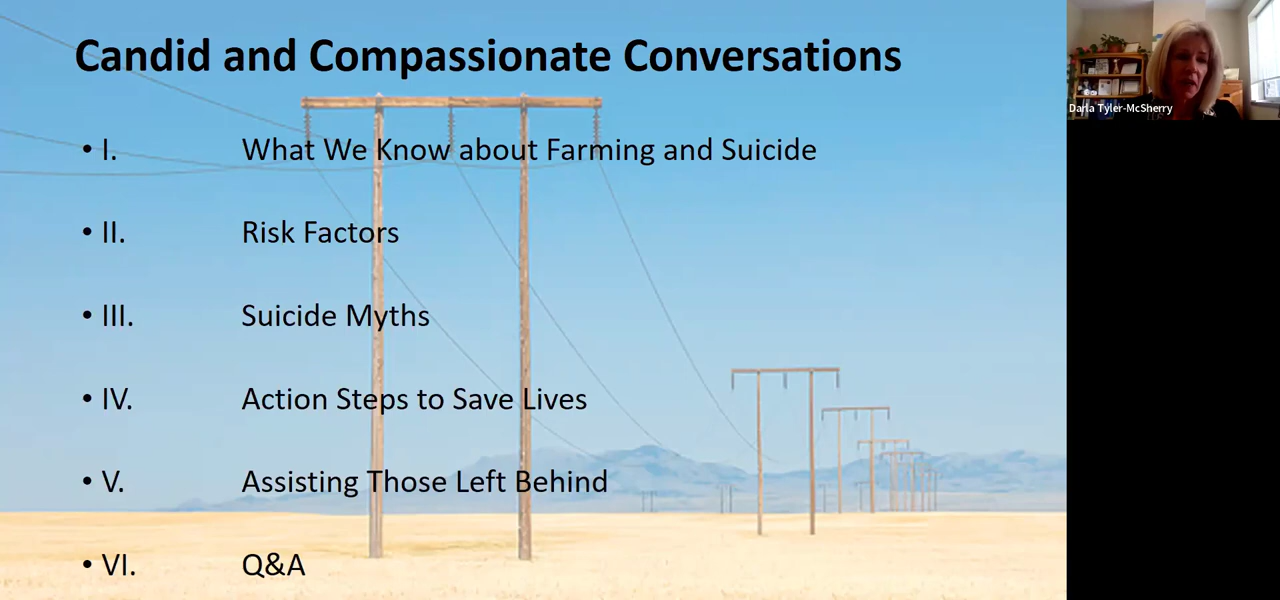 Candid and Compassionate Conversations
• I. What We Know about Farming and Suicide
• II. Risk Factors
• III. Suicide Myths
• IV. Action Steps to Save Lives
• V. Assisting Those Left Behind
• VI. Q&A
Darla Tyler-McSherry